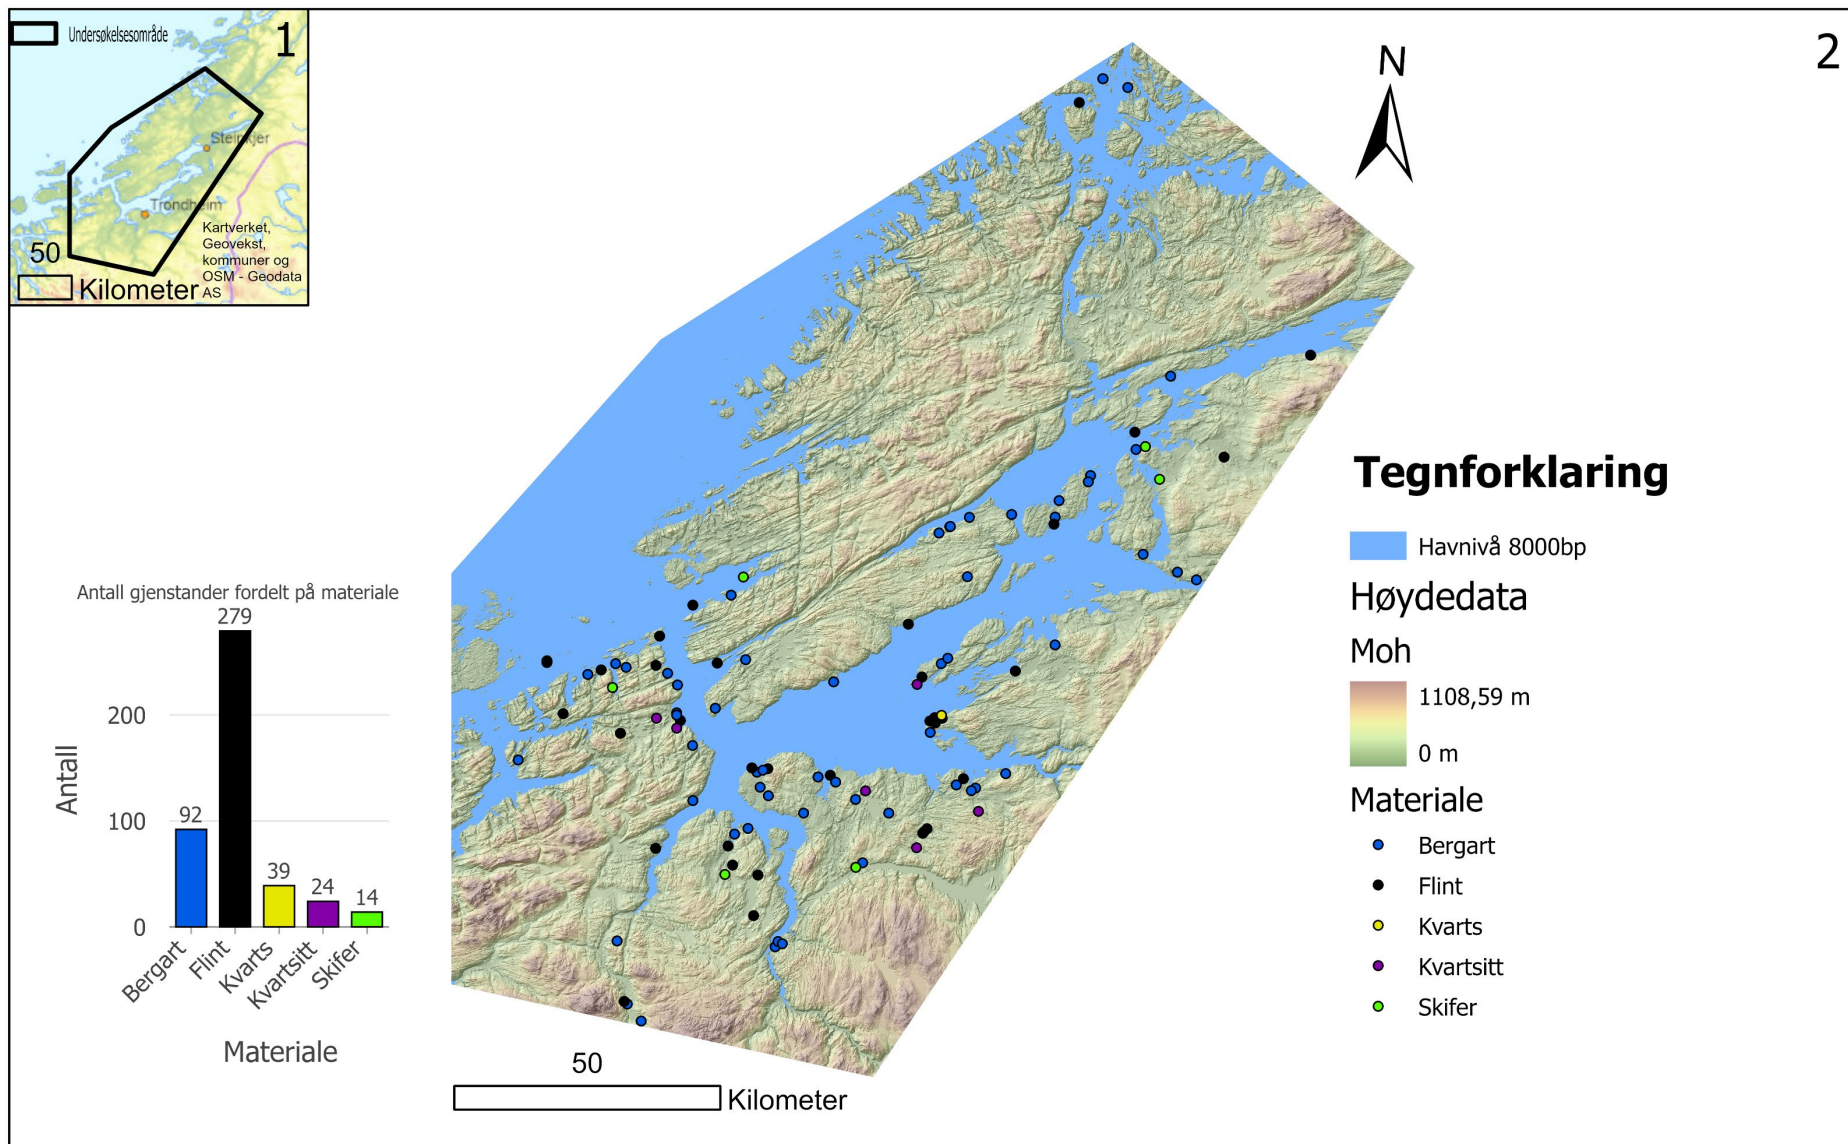 Undersøkelsesområde
1
Steinkjer
Trondheim
Kartverket,
Geovekst,
kommuner og
OSM - Geodata
AS
50
Kilometer
2
N
Antall gjenstander fordelt på materiale
279
200
92
100
39
24
14
0
Antall
Bergart
Flint
Kvarts
Kvartsitt
Skifer
Materiale
50
Kilometer
Tegnforklaring
Havnivå 8000bp
Høydedata
Moh
1108,59 m
0 m
Materiale
Bergart
Flint
Kvarts
Kvartsitt
Skifer